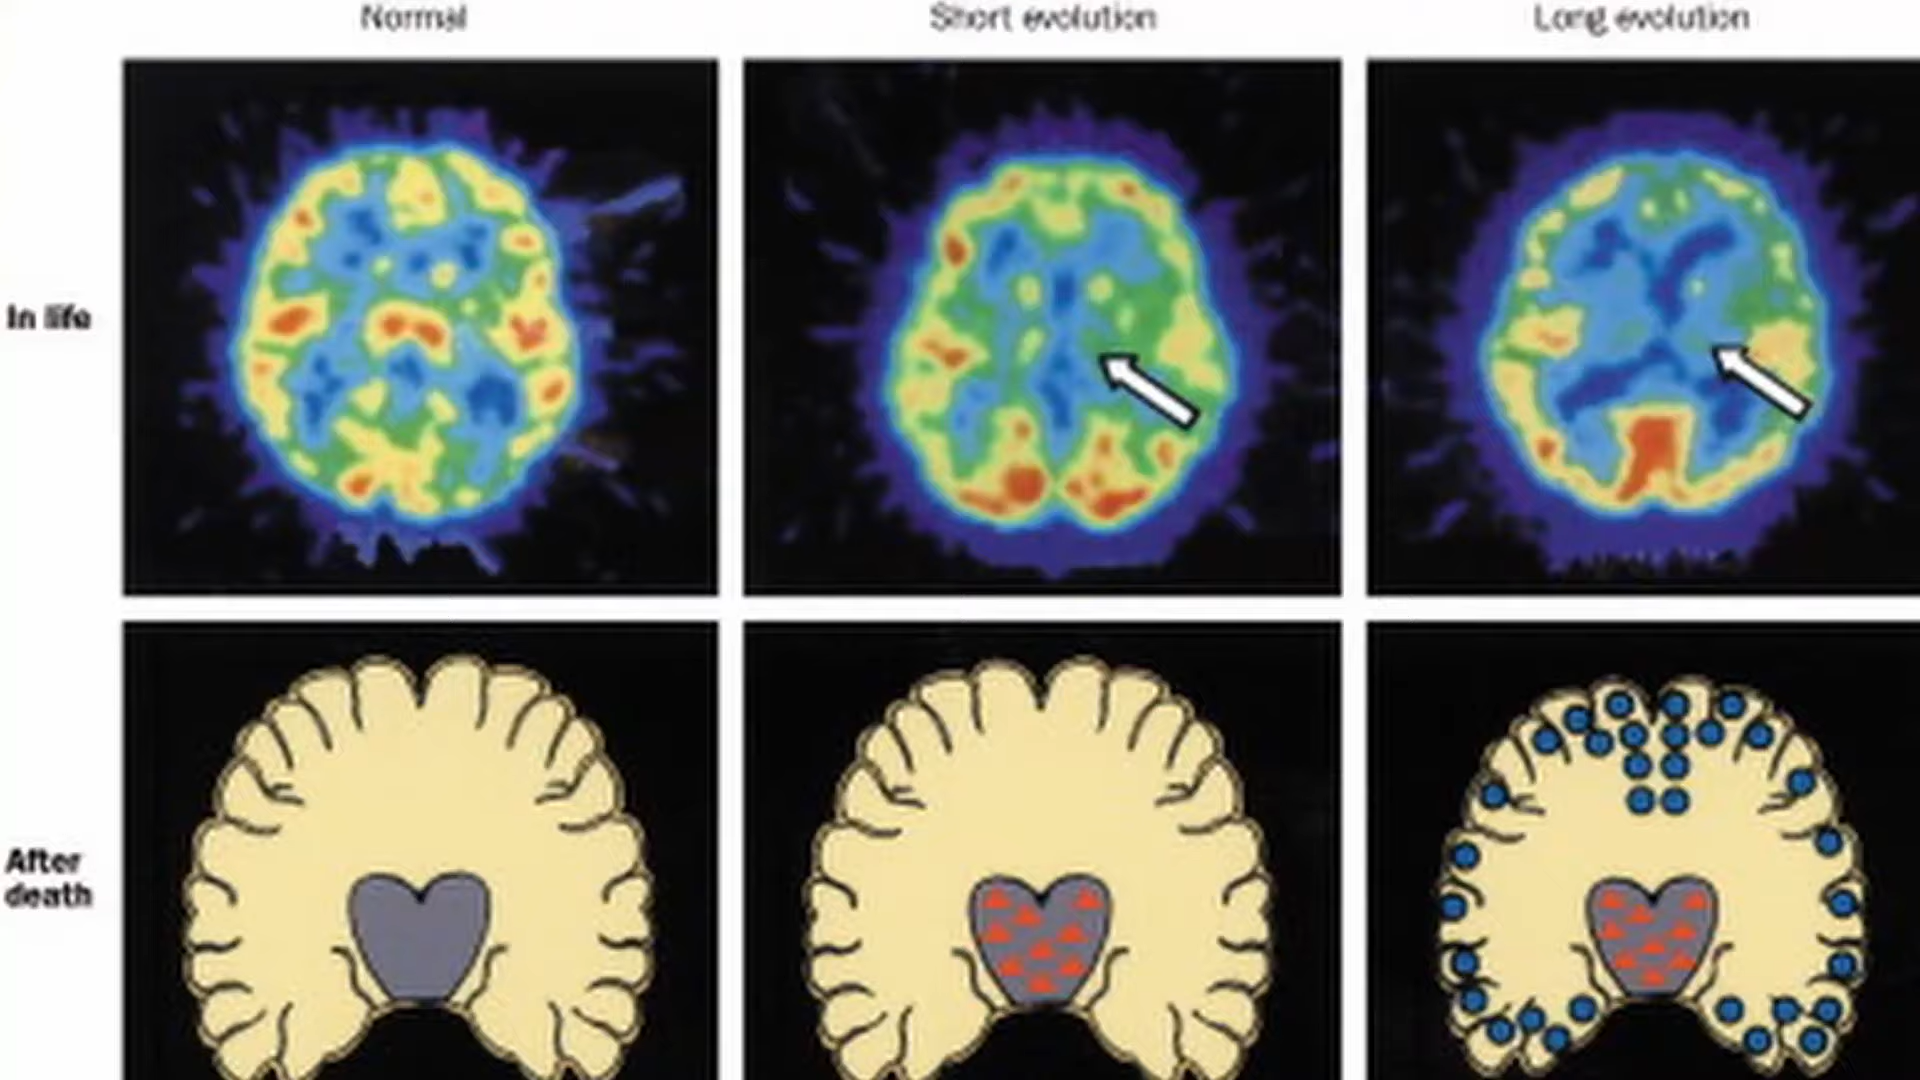 Normal
Short evolution
Long evolution
In life
After
death